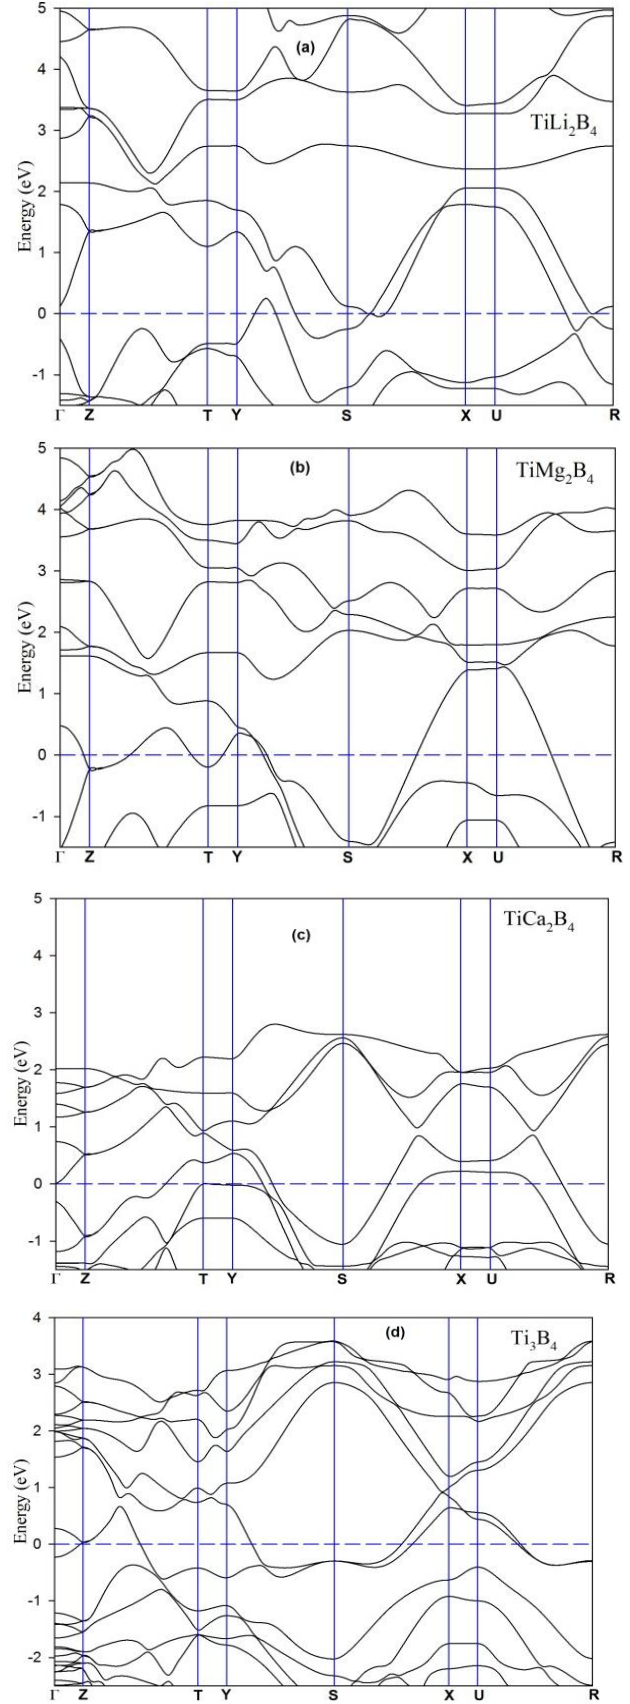 5
4
3
2
1
0
-1
Energy (eV)
(a)
TiLi₂B₄
Γ Z T Y S X U R
5
4
3
2
1
0
-1
Energy (eV)
(b)
TiMg₂B₄
Γ Z T Y S X U R
5
4
3
2
1
0
-1
Energy (eV)
(c)
TiCa₂B₄
Γ Z T Y S X U R
4
3
2
1
0
-1
-2
Energy (eV)
(d)
Ti₃B₄
Γ Z T Y S X U R